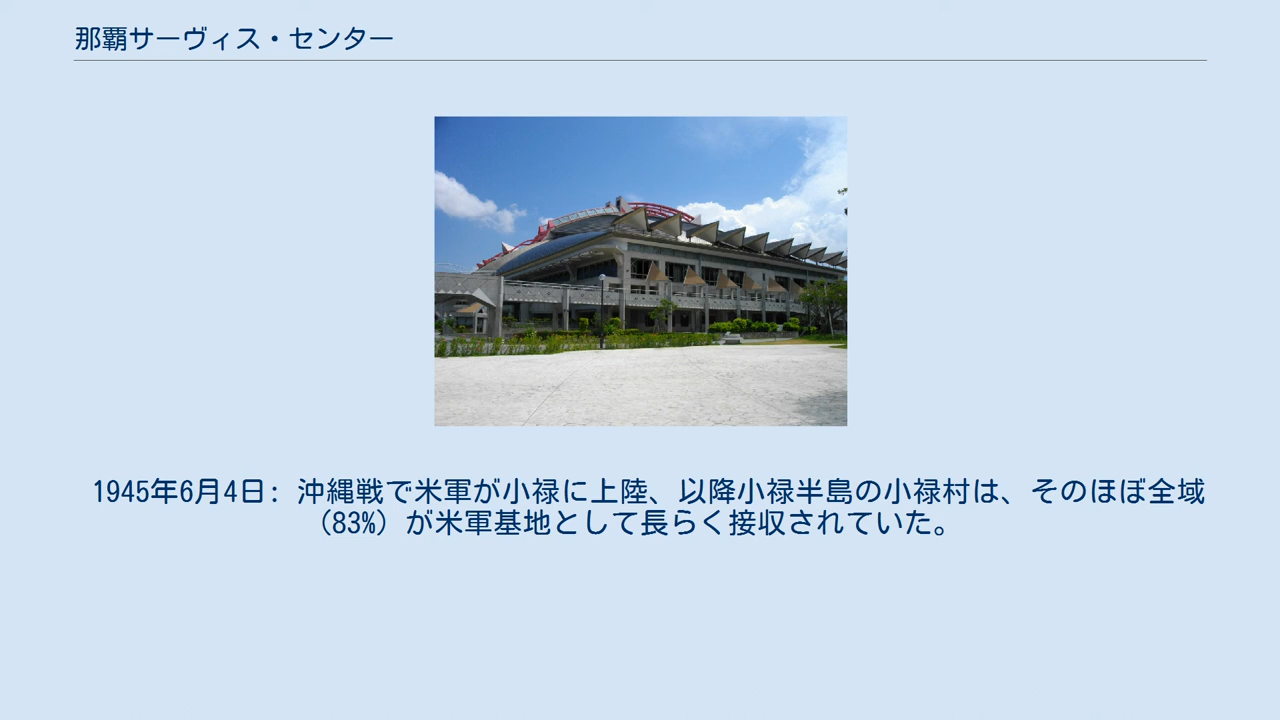 那覇サーヴィス・センター
1945年6月4日: 沖縄戦で米軍が小禄に上陸、以降小禄半島の小禄村は、そのほぼ全域
（83%）が米軍基地として長らく接収されていた。